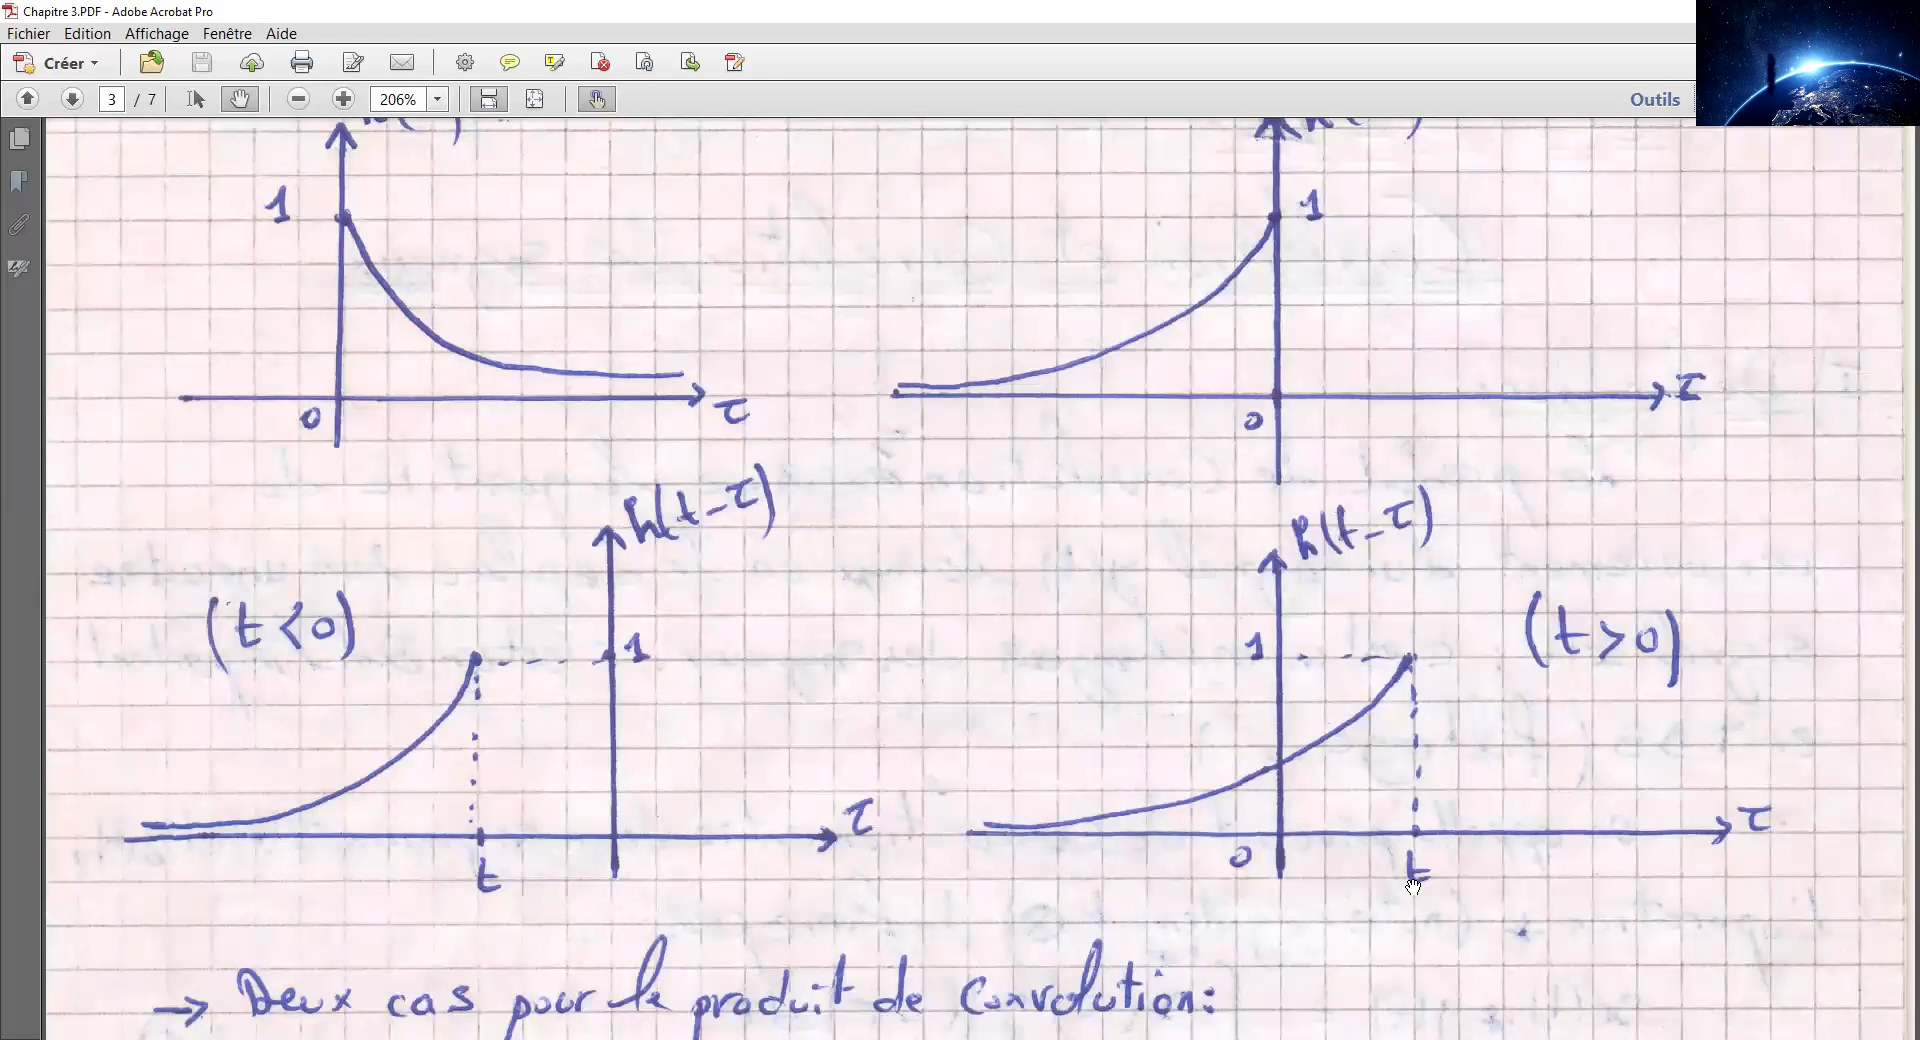 Chapitre 3.PDF - Adobe Acrobat Pro
Fichier Edition Affichage Fenêtre Aide
Créer
3 / 7 206% Outils
1
0
τ
1
0
τ
h(t-τ)
(t<0)
1
τ
t
h(t-τ)
(t>0)
1
τ
0
t
→ Deux cas pour le produit de Convolution: